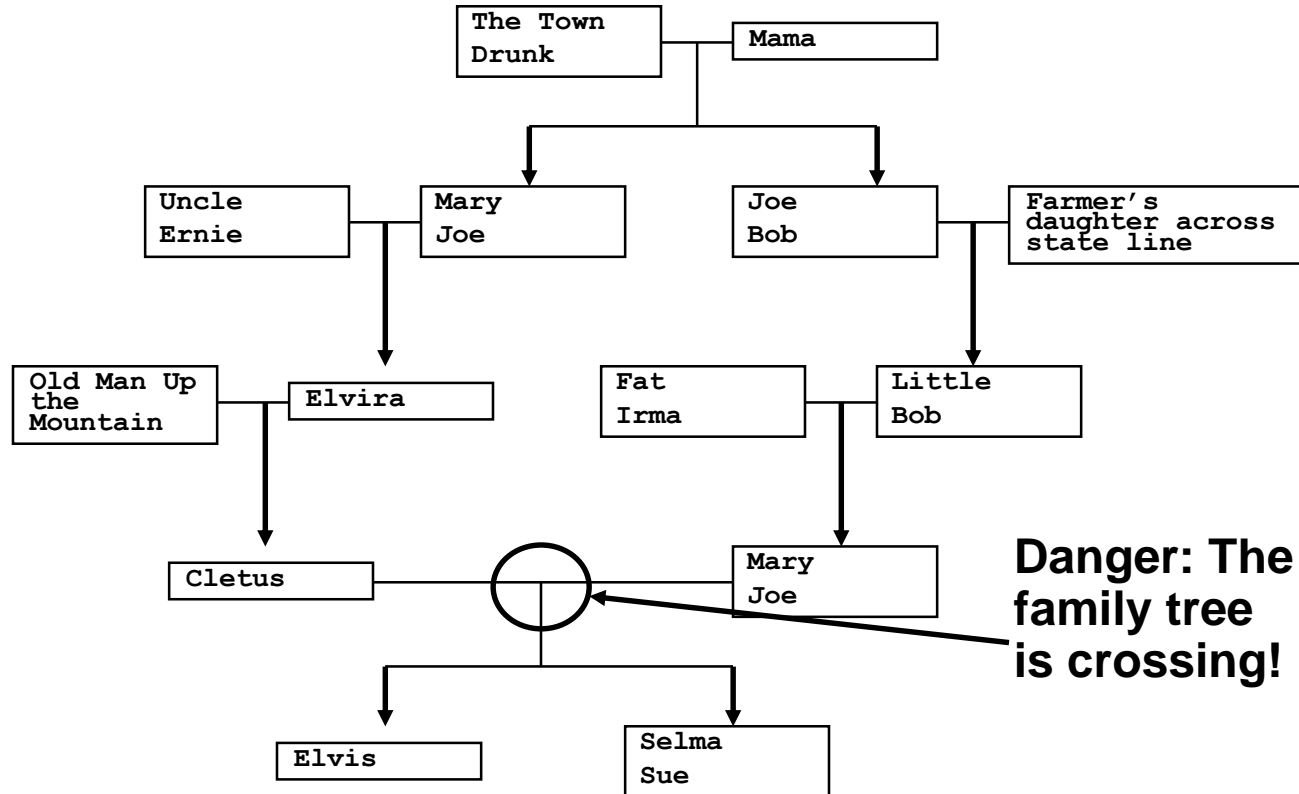 The Town
Drunk
Mama
Uncle
Ernie
Mary
Joe
Joe
Bob
Farmer's
daughter across
state line
Old Man Up
the
Mountain
Elvira
Fat
Irma
Little
Bob
Cletus
Mary
Joe
Danger: The
family tree
is crossing!
Elvis
Selma
Sue